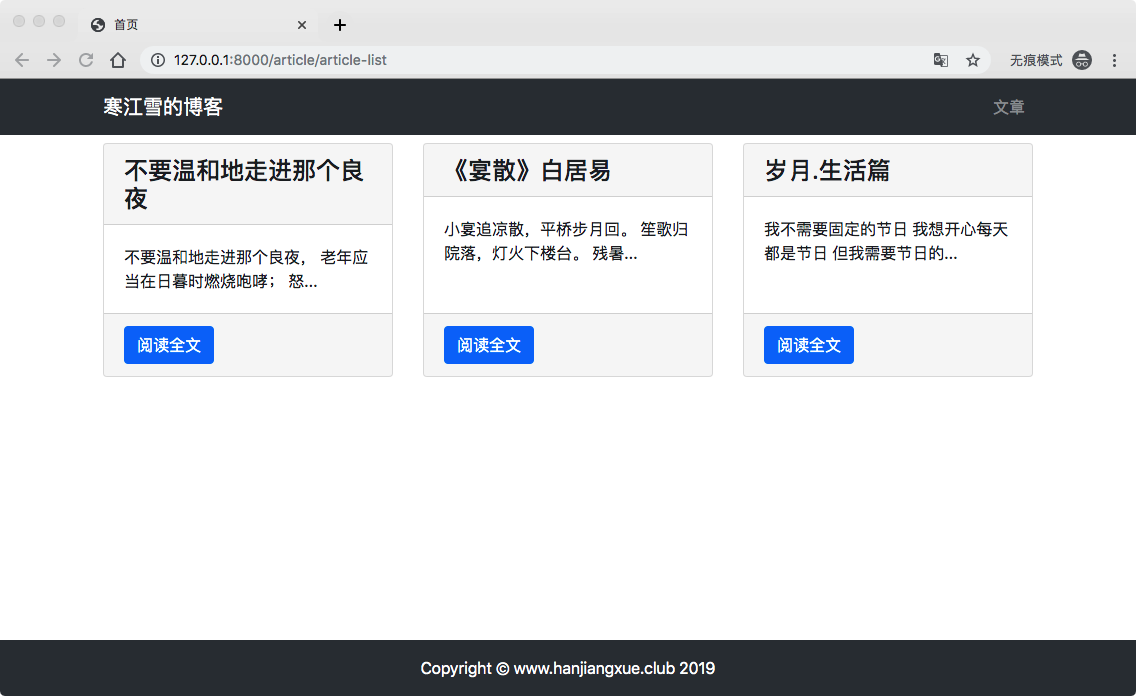 首页
127.0.0.1:8000/article/article-list
无痕模式
寒江雪的博客
文章
不要温和地走进那个良
夜
不要温和地走进那个良夜， 老年应
当在日暮时燃烧咆哮； 怒...
阅读全文
《宴散》白居易
小宴追凉散，平桥步月回。 笙歌归
院落，灯火下楼台。 残暑...
阅读全文
岁月.生活篇
我不需要固定的节日 我想开心每天
都是节日 但我需要节日的...
阅读全文
Copyright © www.hanjiangxue.club 2019